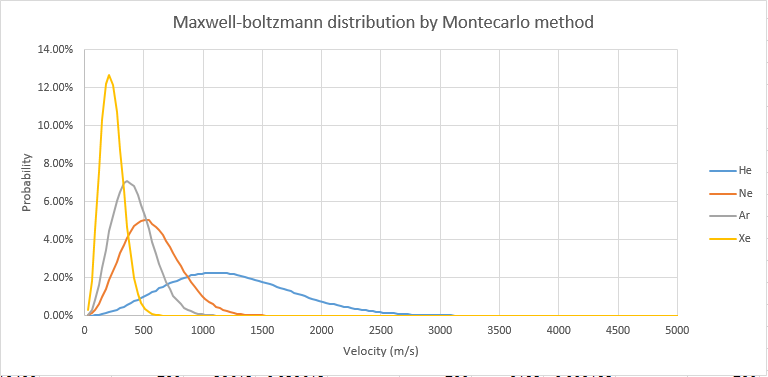 Maxwell-boltzmann distribution by Montecarlo method
14.00%
12.00%
10.00%
8.00%
6.00%
4.00%
2.00%
0.00%
Probability
0 500 1000 1500 2000 2500 3000 3500 4000 4500 5000
Velocity (m/s)
He
Ne
Ar
Xe